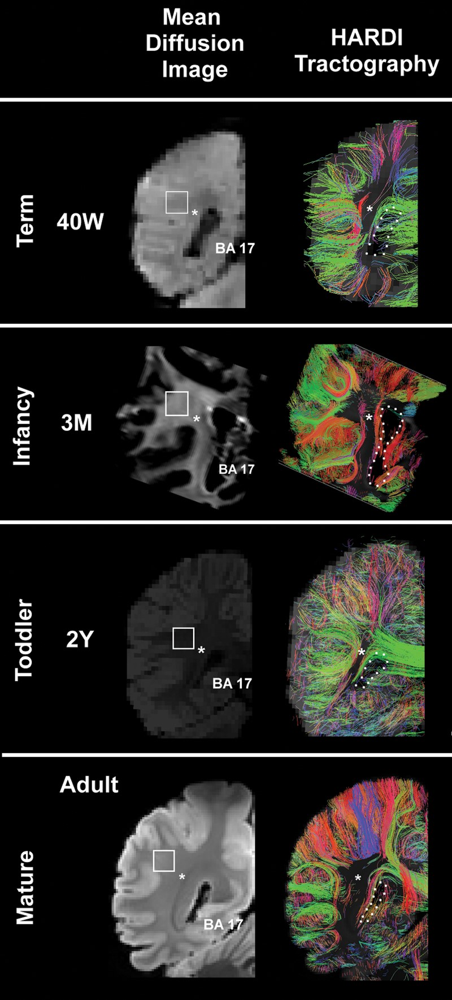 Mean
Diffusion
Image
HARDI
Tractography
Term
40W
*
BA 17
*
Infancy
3M
*
BA 17
*
Toddler
2Y
*
BA 17
*
Adult
Mature
*
BA 17
*